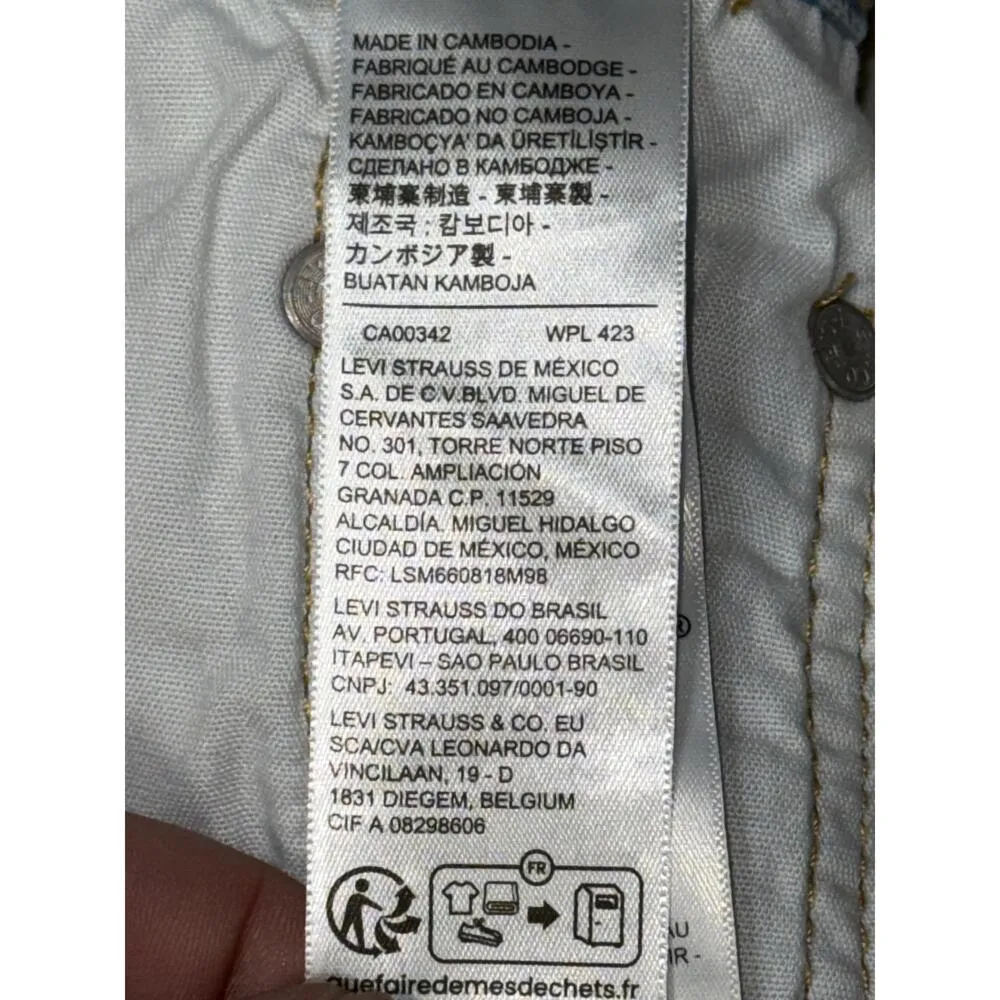 MADE IN CAMBODIA -
FABRIQUÉ AU CAMBODGE -
FABRICADO EN CAMBOYA -
FABRICADO NO CAMBOJA -
KAMBOÇYA' DA ÜRETİLİŞTİR -
СДЕЛАНО В КАМБОДЖЕ -
柬埔寨制造 - 柬埔寨製 -
제조국 : 캄보디아 -
カンボジア製 -
BUATAN KAMBOJA
CA00342 WPL 423
LEVI STRAUSS DE MÉXICO
S.A. DE C.V.BLVD. MIGUEL DE
CERVANTES SAAVEDRA
NO. 301, TORRE NORTE PISO
7 COL. AMPLIACIÓN
GRANADA C.P. 11529
ALCALDÍA. MIGUEL HIDALGO
CIUDAD DE MÉXICO, MÉXICO
RFC: LSM660818M98
LEVI STRAUSS DO BRASIL
AV. PORTUGAL, 400 06690-110
ITAPEVI – SAO PAULO BRASIL
CNPJ: 43.351.097/0001-90
LEVI STRAUSS & CO. EU
SCA/CVA LEONARDO DA
VINCILAAN, 19 - D
1831 DIEGEM, BELGIUM
CIF A 08298606
FR
quefairedemesdechets.fr
®
AU
IR -